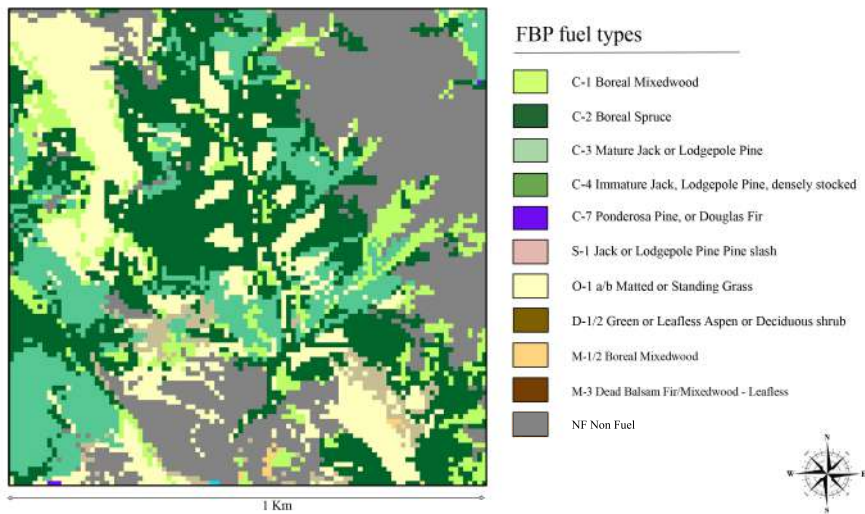 FBP fuel types
C-1 Boreal Mixedwood
C-2 Boreal Spruce
C-3 Mature Jack or Lodgepole Pine
C-4 Immature Jack, Lodgepole Pine, densely stocked
C-7 Ponderosa Pine, or Douglas Fir
S-1 Jack or Lodgepole Pine Pine slash
O-1 a/b Matted or Standing Grass
D-1/2 Green or Leafless Aspen or Deciduous shrub
M-1/2 Boreal Mixedwood
M-3 Dead Balsam Fir/Mixedwood - Leafless
NF Non Fuel
N
W E
S
1 Km